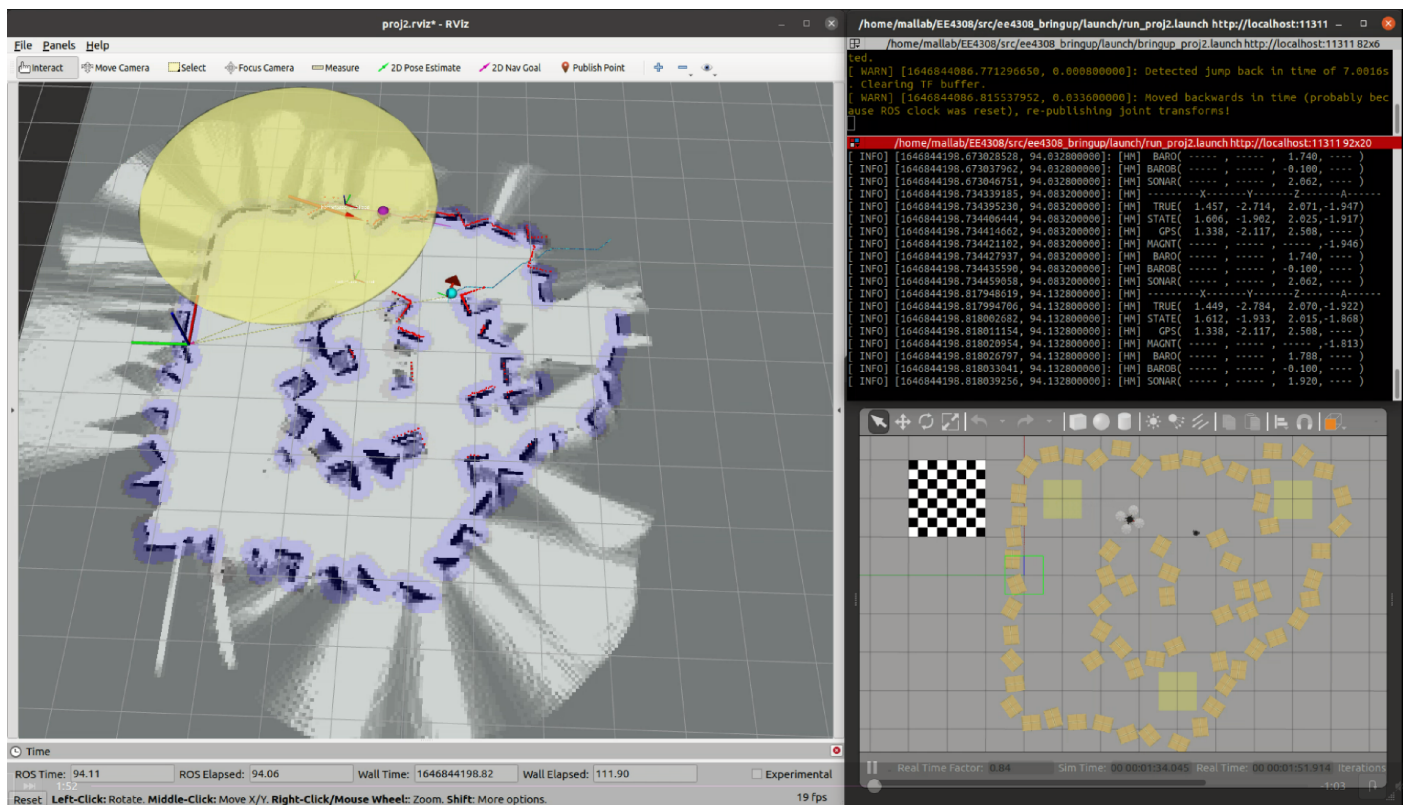 proj2.rviz* - RViz
File Panels Help
Interact Move Camera Select Focus Camera Measure 2D Pose Estimate 2D Nav Goal Publish Point
Time
ROS Time: 94.11 ROS Elapsed: 94.06 Wall Time: 1646844198.82 Wall Elapsed: 111.90 Experimental
1:52
Reset Left-Click: Rotate. Middle-Click: Move X/Y. Right-Click/Mouse Wheel:: Zoom. Shift: More options. 19 fps
/home/mallab/EE4308/src/ee4308_bringup/launch/run_proj2.launch http://localhost:11311
/home/mallab/EE4308/src/ee4308_bringup/launch/bringup_proj2.launch http://localhost:11311 82x6
ted.
[ WARN] [1646844086.771296650, 0.000800000]: Detected jump back in time of 7.0016s
. Clearing TF buffer.
[ WARN] [1646844086.815537952, 0.033600000]: Moved backwards in time (probably bec
ause ROS clock was reset), re-publishing joint transforms!
/home/mallab/EE4308/src/ee4308_bringup/launch/run_proj2.launch http://localhost:11311 92x20
[ INFO] [1646844198.673028528, 94.032800000]: [HM] BARO( ----- , ----- , 1.740, ---- )
[ INFO] [1646844198.673037962, 94.032800000]: [HM] BAROB( ----- , ----- , -0.100, ---- )
[ INFO] [1646844198.673046751, 94.032800000]: [HM] SONAR( ----- , ----- , 2.062, ---- )
[ INFO] [1646844198.734339185, 94.083200000]: [HM] ---X-------Y-----Z------A------
[ INFO] [1646844198.734395230, 94.083200000]: [HM] TRUE( 1.457, -2.714, 2.071,-1.947)
[ INFO] [1646844198.734406444, 94.083200000]: [HM] STATE( 1.666, -1.902, 2.025,-1.917)
[ INFO] [1646844198.734414662, 94.083200000]: [HM] GPS( 1.338, -2.117, 2.508, ---- )
[ INFO] [1646844198.734421102, 94.083200000]: [HM] MAGNT( ----- , ----- , ----- ,-1.946)
[ INFO] [1646844198.734427937, 94.083200000]: [HM] BARO( ----- , ----- , 1.740, ---- )
[ INFO] [1646844198.734435590, 94.083200000]: [HM] BAROB( ----- , ----- , -0.100, ---- )
[ INFO] [1646844198.734459058, 94.083200000]: [HM] SONAR( ----- , ----- , 2.062, ---- )
[ INFO] [1646844198.817948619, 94.132800000]: [HM] ---X-------Y-----Z------A------
[ INFO] [1646844198.817994706, 94.132800000]: [HM] TRUE( 1.449, -2.784, 2.070,-1.922)
[ INFO] [1646844198.818002682, 94.132800000]: [HM] STATE( 1.612, -1.933, 2.015,-1.868)
[ INFO] [1646844198.818011154, 94.132800000]: [HM] GPS( 1.338, -2.117, 2.508, ---- )
[ INFO] [1646844198.818020954, 94.132800000]: [HM] MAGNT( ----- , ----- , ----- ,-1.813)
[ INFO] [1646844198.818026797, 94.132800000]: [HM] BARO( ----- , ----- , 1.788, ---- )
[ INFO] [1646844198.818033041, 94.132800000]: [HM] BAROB( ----- , ----- , -0.100, ---- )
[ INFO] [1646844198.818039256, 94.132800000]: [HM] SONAR( ----- , ----- , 1.920, ---- )
Real Time Factor: 0.84 Sim Time: 00 00:01:34.045 Real Time: 00 00:01:51.914 Iterations
-1:03